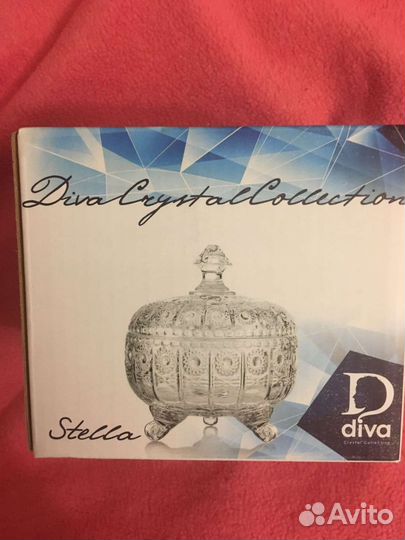 Diva Crystal Collection
Stella
D
diva
Crystal Collection
Avito